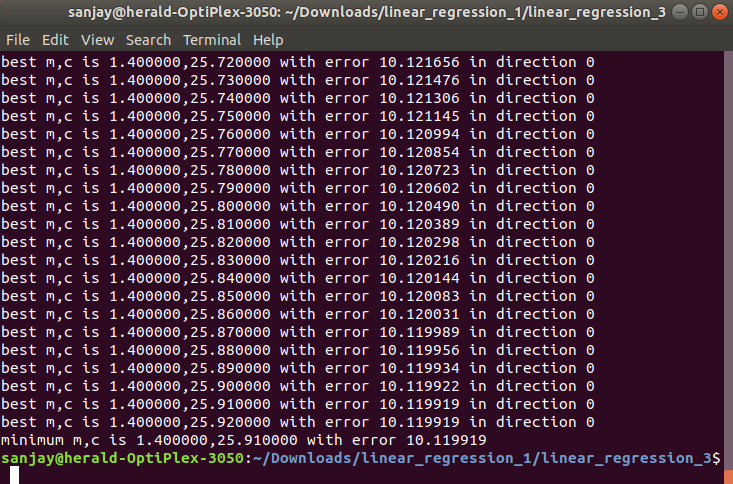 sanjay@herald-OptiPlex-3050: ~/Downloads/linear_regression_1/linear_regression_3
File Edit View Search Terminal Help
best m,c is 1.400000,25.720000 with error 10.121656 in direction 0
best m,c is 1.400000,25.730000 with error 10.121476 in direction 0
best m,c is 1.400000,25.740000 with error 10.121306 in direction 0
best m,c is 1.400000,25.750000 with error 10.121145 in direction 0
best m,c is 1.400000,25.760000 with error 10.120994 in direction 0
best m,c is 1.400000,25.770000 with error 10.120854 in direction 0
best m,c is 1.400000,25.780000 with error 10.120723 in direction 0
best m,c is 1.400000,25.790000 with error 10.120602 in direction 0
best m,c is 1.400000,25.800000 with error 10.120490 in direction 0
best m,c is 1.400000,25.810000 with error 10.120389 in direction 0
best m,c is 1.400000,25.820000 with error 10.120298 in direction 0
best m,c is 1.400000,25.830000 with error 10.120216 in direction 0
best m,c is 1.400000,25.840000 with error 10.120144 in direction 0
best m,c is 1.400000,25.850000 with error 10.120083 in direction 0
best m,c is 1.400000,25.860000 with error 10.120031 in direction 0
best m,c is 1.400000,25.870000 with error 10.119989 in direction 0
best m,c is 1.400000,25.880000 with error 10.119956 in direction 0
best m,c is 1.400000,25.890000 with error 10.119934 in direction 0
best m,c is 1.400000,25.900000 with error 10.119922 in direction 0
best m,c is 1.400000,25.910000 with error 10.119919 in direction 0
best m,c is 1.400000,25.920000 with error 10.119919 in direction 0
minimum m,c is 1.400000,25.910000 with error 10.119919
sanjay@herald-OptiPlex-3050:~/Downloads/linear_regression_1/linear_regression_3$